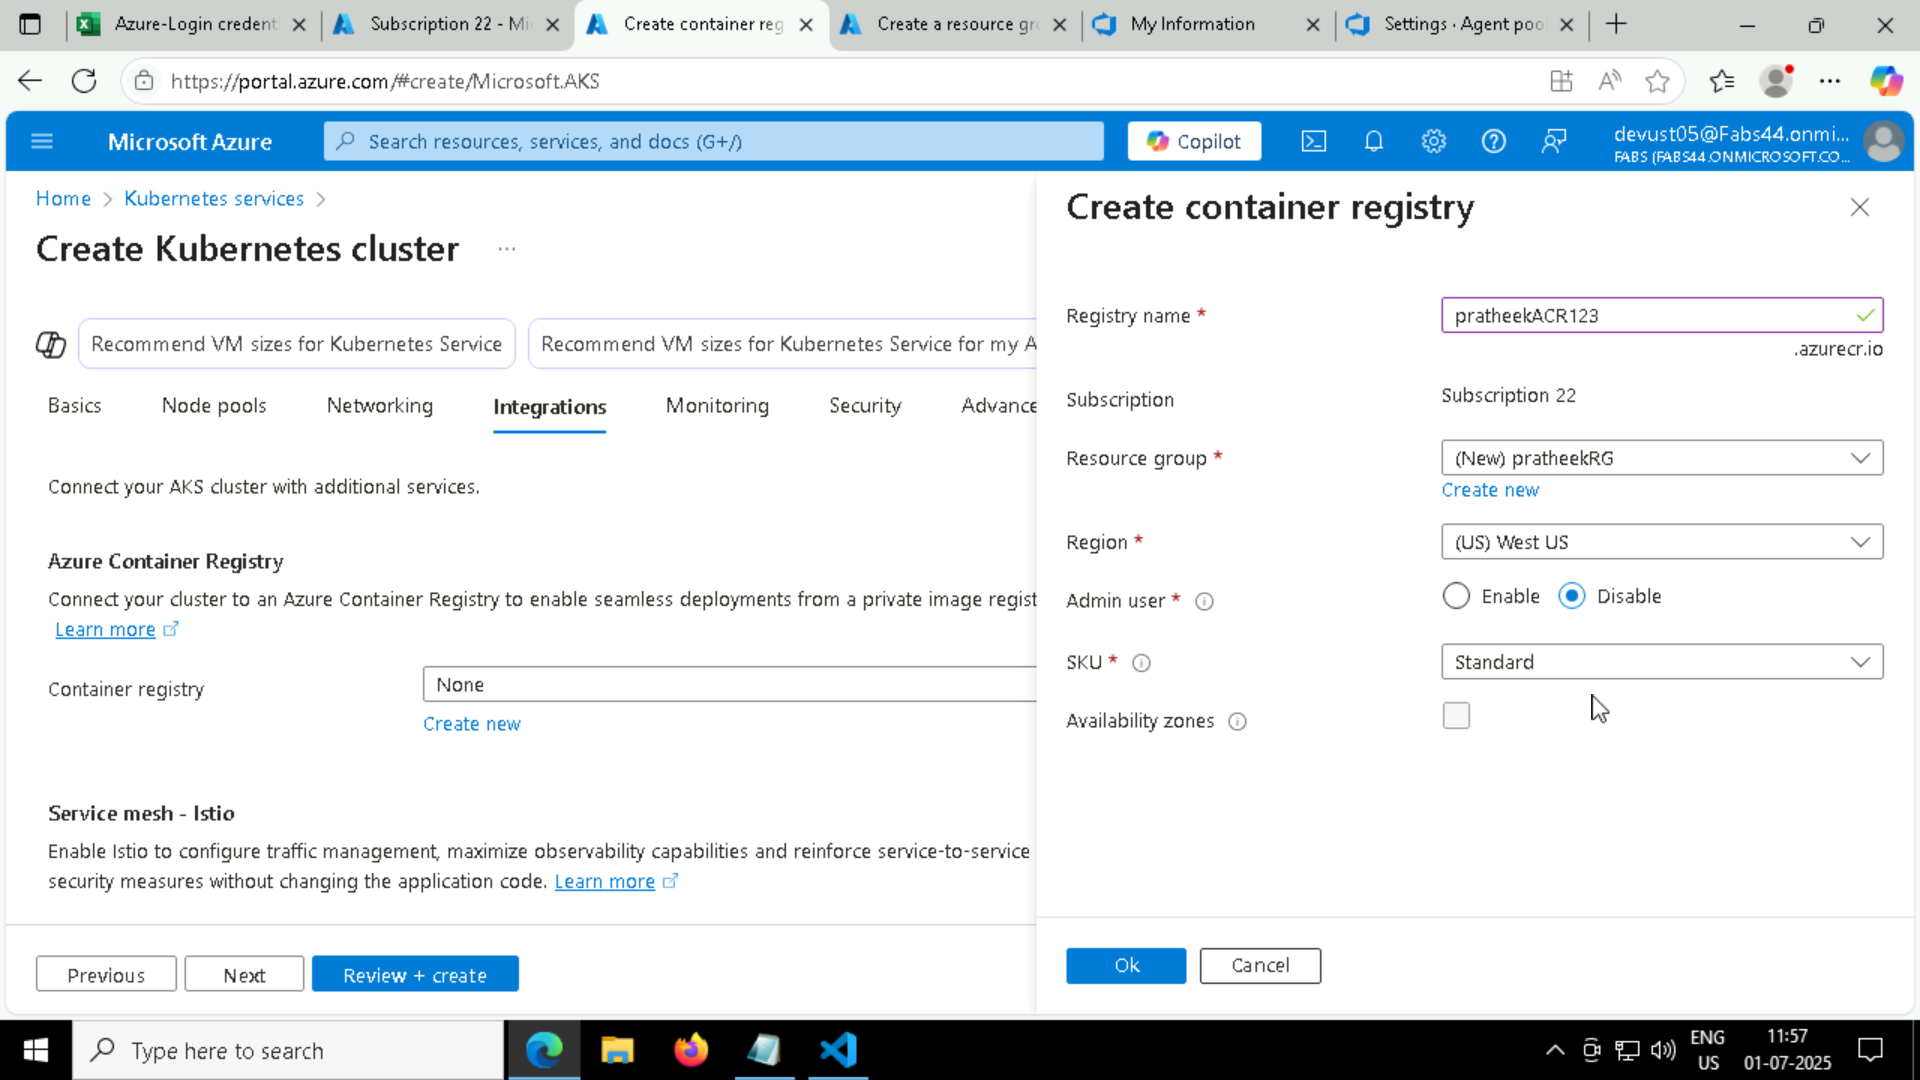 Azure-Login credent
Subscription 22 - Mi
Create container reg
Create a resource gr
My Information
Settings · Agent poo
https://portal.azure.com/#create/Microsoft.AKS
Microsoft Azure
Search resources, services, and docs (G+/)
Copilot
devust05@Fabs44.onmi...
FABS (FABS44.ONMICROSOFT.CO...
Home > Kubernetes services >
Create Kubernetes cluster ...
Recommend VM sizes for Kubernetes Service
Recommend VM sizes for Kubernetes Service for my A
Basics
Node pools
Networking
Integrations
Monitoring
Security
Advance
Connect your AKS cluster with additional services.
Azure Container Registry
Connect your cluster to an Azure Container Registry to enable seamless deployments from a private image regist
Learn more
Container registry
None
Create new
Service mesh - Istio
Enable Istio to configure traffic management, maximize observability capabilities and reinforce service-to-service
security measures without changing the application code. Learn more
Previous
Next
Review + create
Create container registry
Registry name *
pratheekACR123
.azurecr.io
Subscription
Subscription 22
Resource group *
(New) pratheekRG
Create new
Region *
(US) West US
Admin user *
Enable
Disable
SKU *
Standard
Availability zones
Ok
Cancel
Type here to search
ENG
US
11:57
01-07-2025